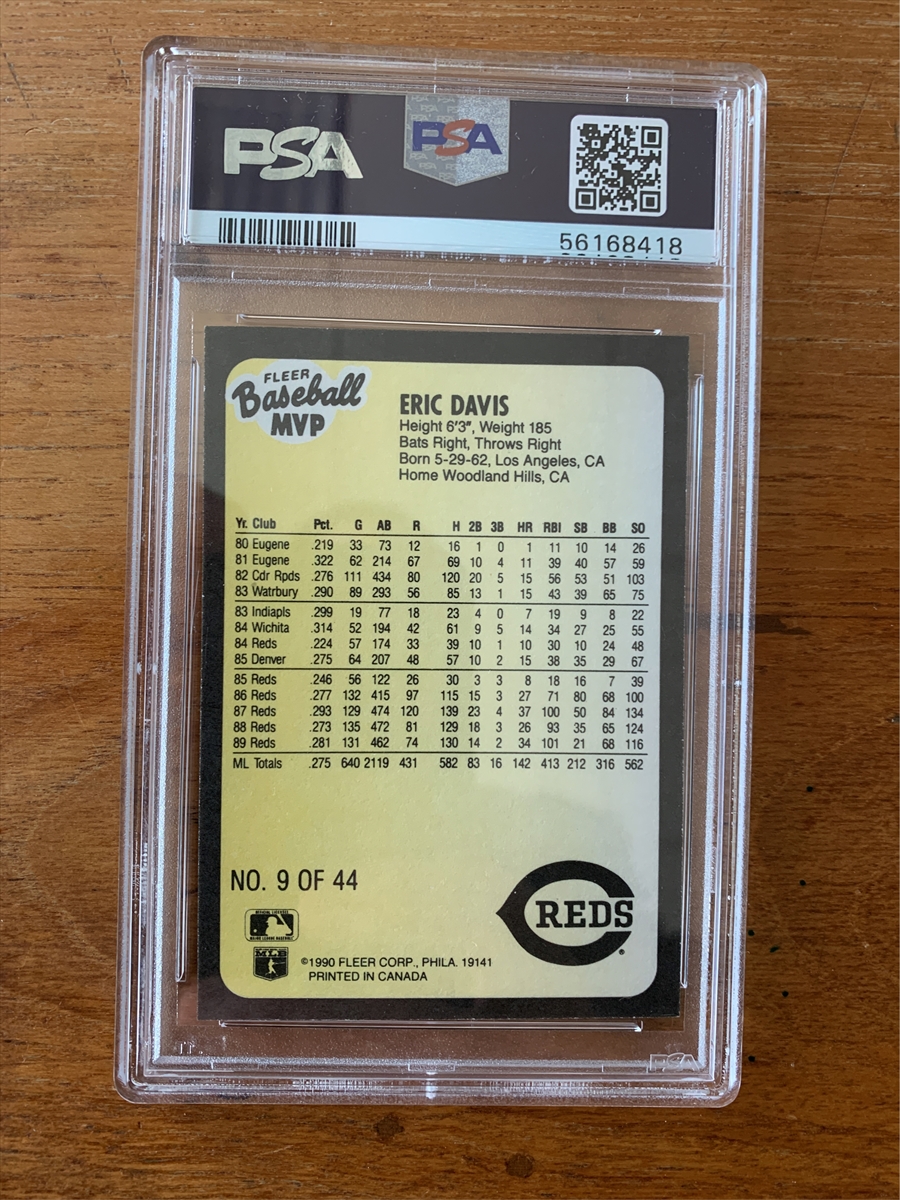 PSA
PSA
56168418
FLEER
Baseball
MVP
ERIC DAVIS
Height 6'3", Weight 185
Bats Right, Throws Right
Born 5-29-62, Los Angeles, CA
Home Woodland Hills, CA
Yr. Club Pct. G AB R H 2B 3B HR RBI SB BB SO
80 Eugene .219 33 73 12 16 1 0 1 11 10 14 26
81 Eugene .322 62 214 67 69 10 4 11 39 40 57 59
82 Cdr Rpds .276 111 434 80 120 20 5 15 56 53 51 103
83 Watrbury .290 89 293 56 85 13 1 15 43 39 65 75
83 Indiapls .299 19 77 18 23 4 0 7 19 9 8 22
84 Wichita .314 52 194 42 61 9 5 14 34 27 25 55
84 Reds .224 57 174 33 39 10 1 10 30 10 24 48
85 Denver .275 64 207 48 57 10 2 15 38 35 29 67
85 Reds .246 56 122 26 30 3 3 8 18 16 7 39
86 Reds .277 132 415 97 115 15 3 27 71 80 68 100
87 Reds .293 129 474 120 139 23 4 37 100 50 84 134
88 Reds .273 135 472 81 129 18 3 26 93 35 65 124
89 Reds .281 131 462 74 130 14 2 34 101 21 68 116
ML Totals .275 640 2119 431 582 83 16 142 413 212 316 562
NO. 9 OF 44
REDS
MLB
©1990 FLEER CORP., PHILA. 19141
PRINTED IN CANADA
PSA